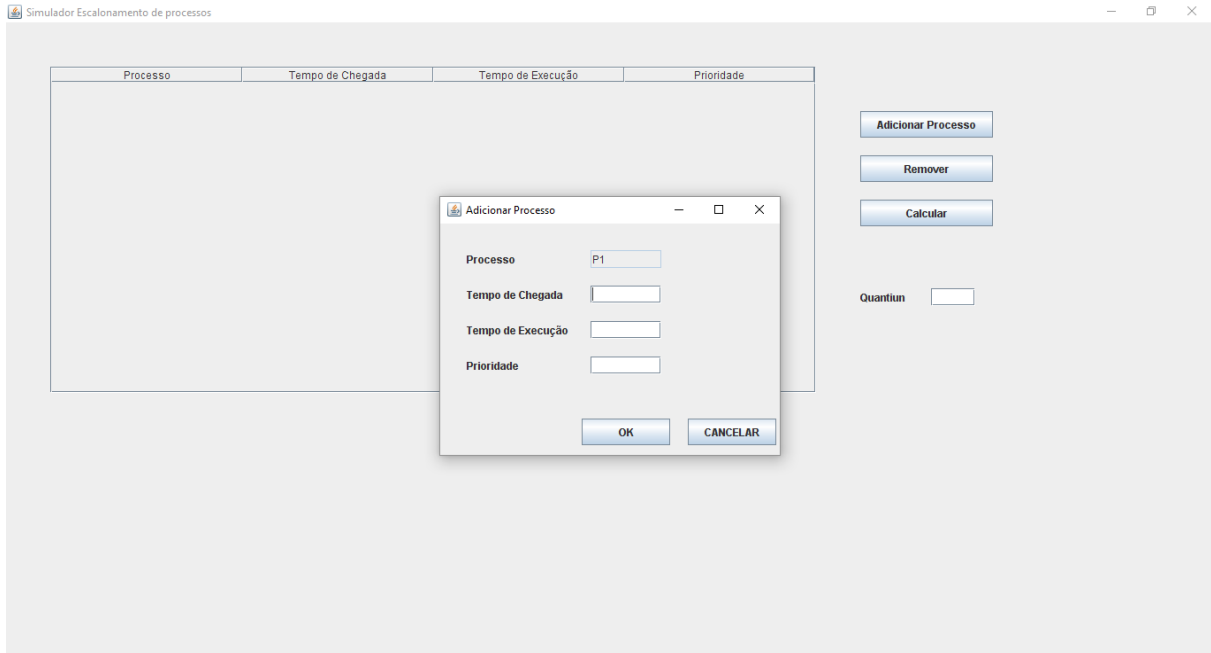 Simulador Escalonamento de processos
Processo Tempo de Chegada Tempo de Execução Prioridade
Adicionar Processo
Remover
Calcular
Quantiun
Adicionar Processo
Processo P1
Tempo de Chegada
Tempo de Execução
Prioridade
OK CANCELAR